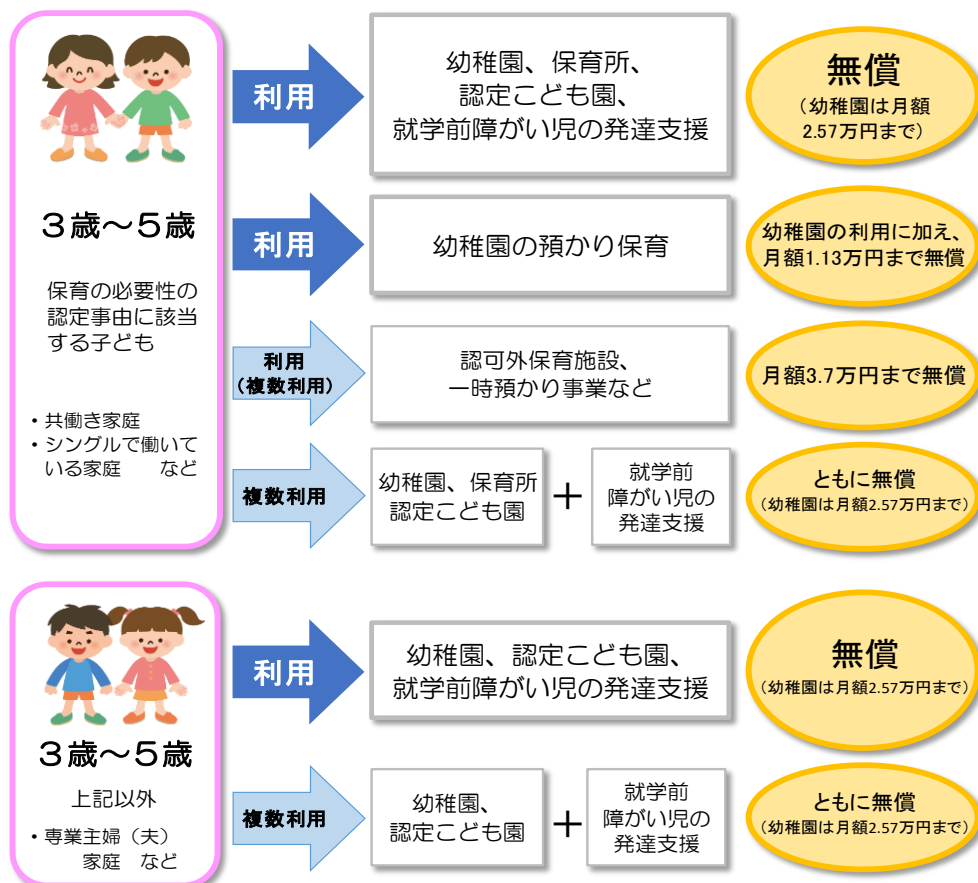 3歳～5歳
保育の必要性の
認定事由に該当
する子ども
・共働き家庭
・シングルで働いて
いる家庭　など
利用
幼稚園、保育所、
認定こども園、
就学前障がい児の発達支援
無償
(幼稚園は月額
2.57万円まで)
利用
幼稚園の預かり保育
幼稚園の利用に加え、
月額1.13万円まで無償
利用
(複数利用)
認可外保育施設、
一時預かり事業など
月額3.7万円まで無償
複数利用
幼稚園、保育所
認定こども園
＋
就学前
障がい児の
発達支援
ともに無償
(幼稚園は月額2.57万円まで)
3歳～5歳
上記以外
・専業主婦（夫）
家庭　など
利用
幼稚園、認定こども園、
就学前障がい児の発達支援
無償
(幼稚園は月額2.57万円まで)
複数利用
幼稚園、
認定こども園
＋
就学前
障がい児の
発達支援
ともに無償
(幼稚園は月額2.57万円まで)